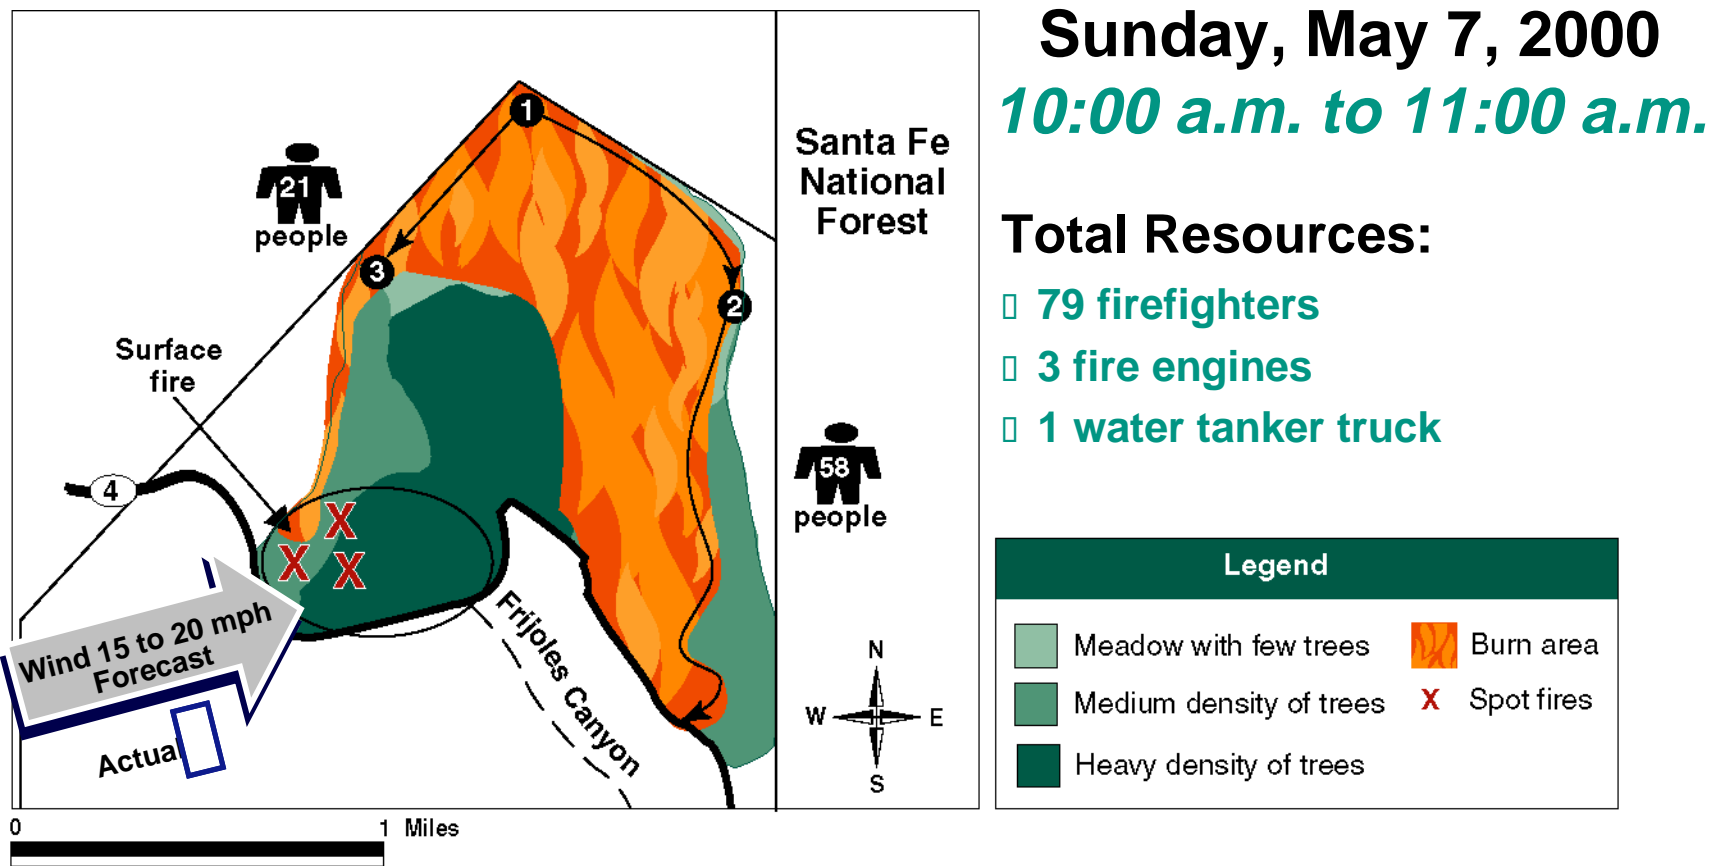 Sunday, May 7, 2000
10:00 a.m. to 11:00 a.m.
1
Santa Fe
National
Forest
21
people
3
2
Surface
fire
4
X
X
X
58
people
Wind 15 to 20 mph
Forecast
Actual
Frijoles Canyon
N
W
E
S
0
1 Miles
Total Resources:
79 firefighters
3 fire engines
1 water tanker truck
Legend
Meadow with few trees
Burn area
Medium density of trees
X Spot fires
Heavy density of trees